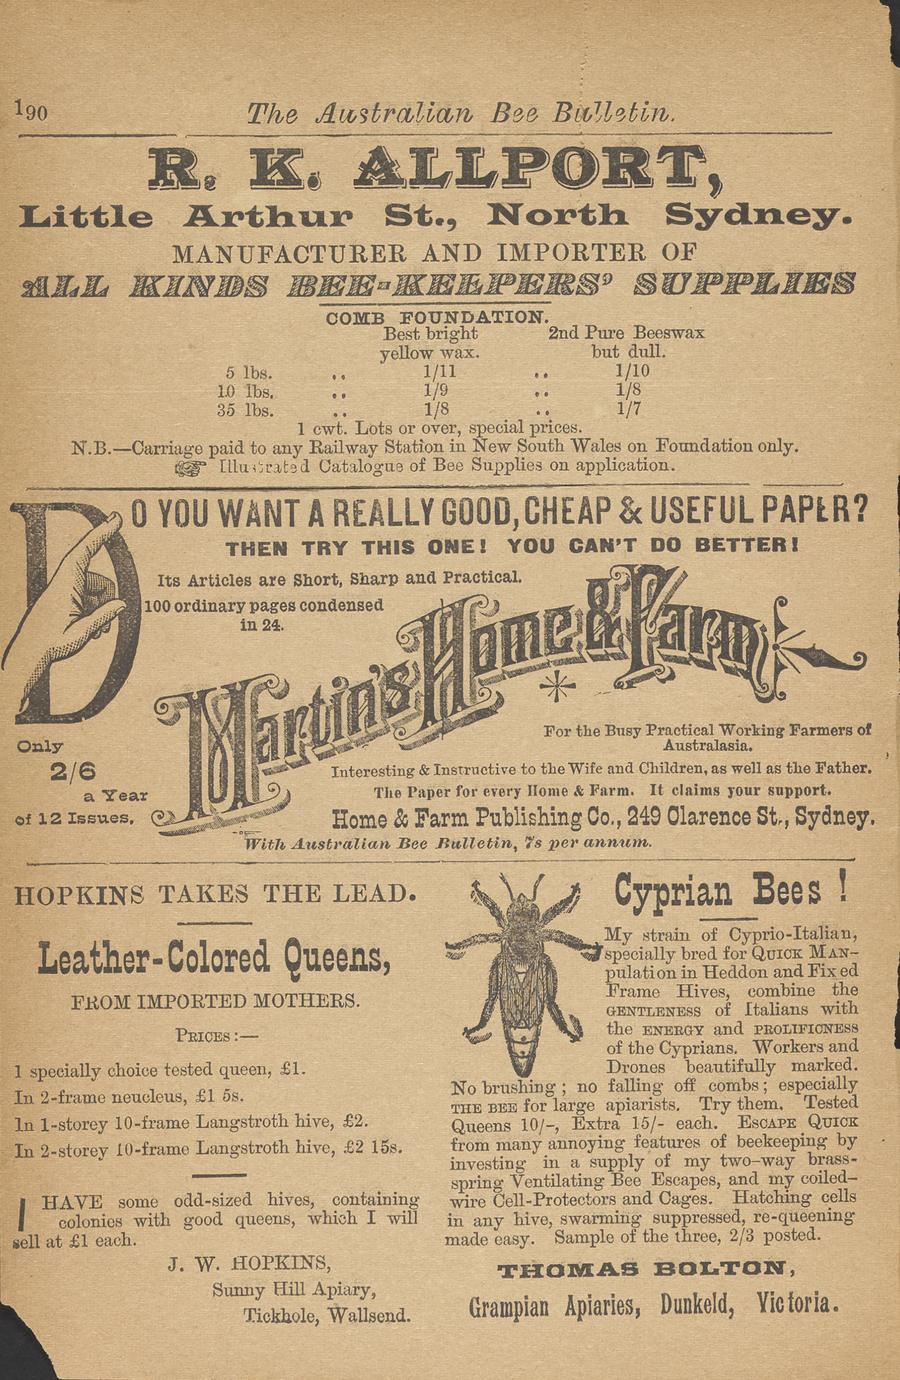 190
The Australian Bee Bulletin.
R. K. ALLPORT,
Little Arthur St., North Sydney.
MANUFACTURER AND IMPORTER OF
ALL KINDS BEE-KEEPERS' SUPPLIES
COMB FOUNDATION.
Best bright 2nd Pure Beeswax
yellow wax. but dull.
5 lbs. .. 1/11 .. 1/10
10 lbs. .. 1/9 .. 1/8
35 lbs. .. 1/8 .. 1/7
1 cwt. Lots or over, special prices.
N.B.—Carriage paid to any Railway Station in New South Wales on Foundation only.
☞ Illustrated Catalogue of Bee Supplies on application.
DO YOU WANT A REALLY GOOD, CHEAP & USEFUL PAPER?
THEN TRY THIS ONE! YOU CAN'T DO BETTER!
Its Articles are Short, Sharp and Practical.
100 ordinary pages condensed
in 24.
Martin's Home & Farm
For the Busy Practical Working Farmers of
Australasia.
Only
2/6
a Year
of 12 Issues.
Interesting & Instructive to the Wife and Children, as well as the Father.
The Paper for every Home & Farm. It claims your support.
Home & Farm Publishing Co., 249 Clarence St., Sydney.
With Australian Bee Bulletin, 7s per annum.
HOPKINS TAKES THE LEAD.
Leather-Colored Queens,
FROM IMPORTED MOTHERS.
PRICES :—
1 specially choice tested queen, £1.
In 2-frame neucleus, £1 5s.
In 1-storey 10-frame Langstroth hive, £2.
In 2-storey 10-frame Langstroth hive, £2 15s.
I HAVE some odd-sized hives, containing
colonies with good queens, which I will
sell at £1 each.
J. W. HOPKINS,
Sunny Hill Apiary,
Tickhole, Wallsend.
Cyprian Bees !
My strain of Cyprio-Italian,
specially bred for QUICK MAN-
pulation in Heddon and Fixed
Frame Hives, combine the
GENTLENESS of Italians with
the ENERGY and PROLIFICNESS
of the Cyprians. Workers and
Drones beautifully marked.
No brushing ; no falling off combs ; especially
THE BEE for large apiarists. Try them. Tested
Queens 10/-, Extra 15/- each. ESCAPE QUICK
from many annoying features of beekeeping by
investing in a supply of my two-way brass-
spring Ventilating Bee Escapes, and my coiled-
wire Cell-Protectors and Cages. Hatching cells
in any hive, swarming suppressed, re-queening
made easy. Sample of the three, 2/3 posted.
THOMAS BOLTON,
Grampian Apiaries, Dunkeld, Victoria.